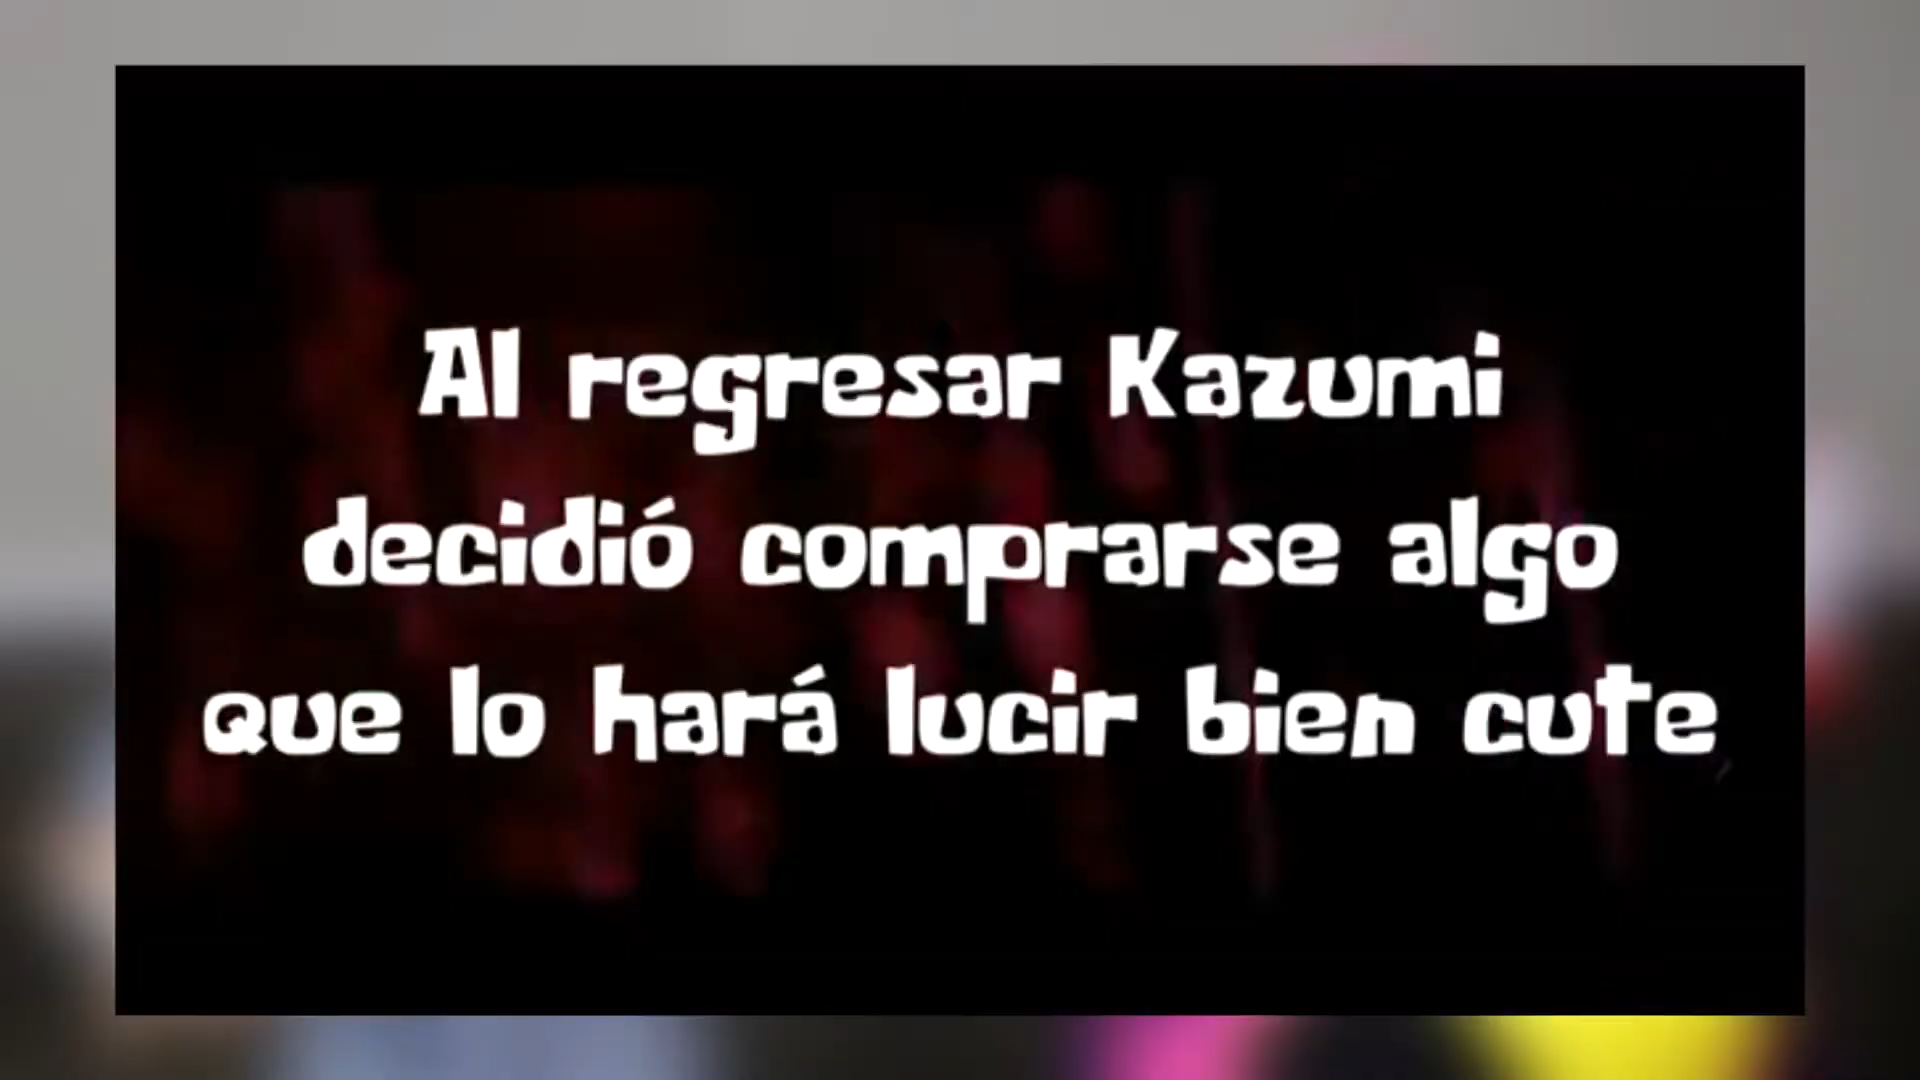 Al regresar Kazumi
decidió comprarse algo
que lo hará lucir bien cute